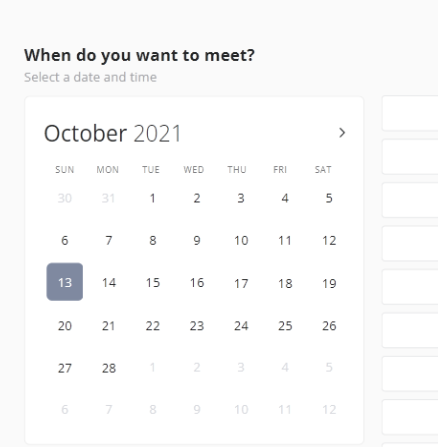 When do you want to meet?
Select a date and time
October 2021
SUN MON TUE WED THU FRI SAT
30 31 1 2 3 4 5
6 7 8 9 10 11 12
13 14 15 16 17 18 19
20 21 22 23 24 25 26
27 28 1 2 3 4 5
6 7 8 9 10 11 12